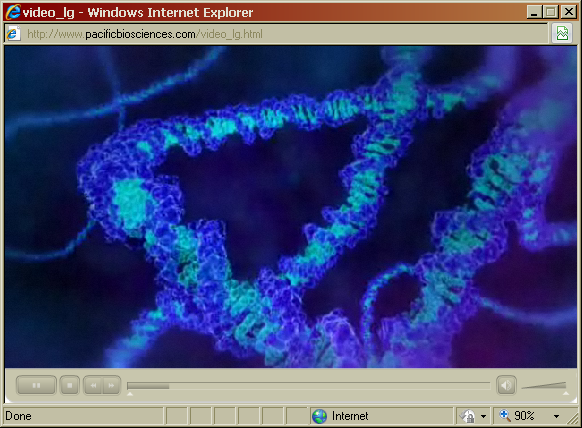 video_lg - Windows Internet Explorer
http://www.pacificbiosciences.com/video_lg.html
Done
Internet
90%